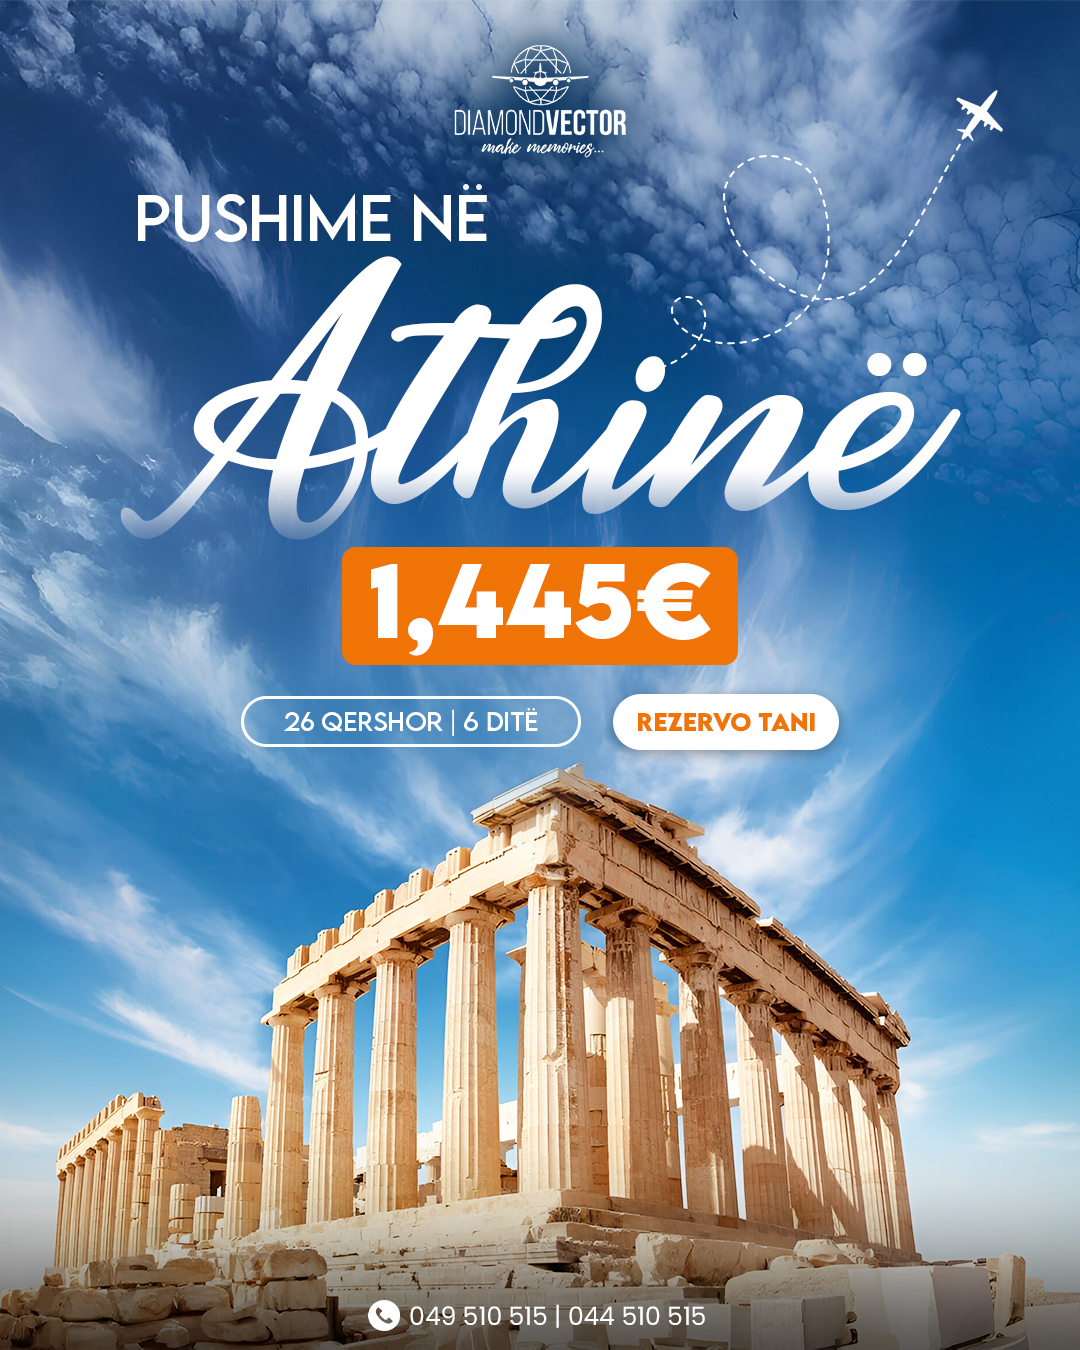 DIAMONDVECTOR
make memories...
PUSHIME NË
Athinë
1,445€
26 QERSHOR | 6 DITË
REZERVO TANI
049 510 515 | 044 510 515